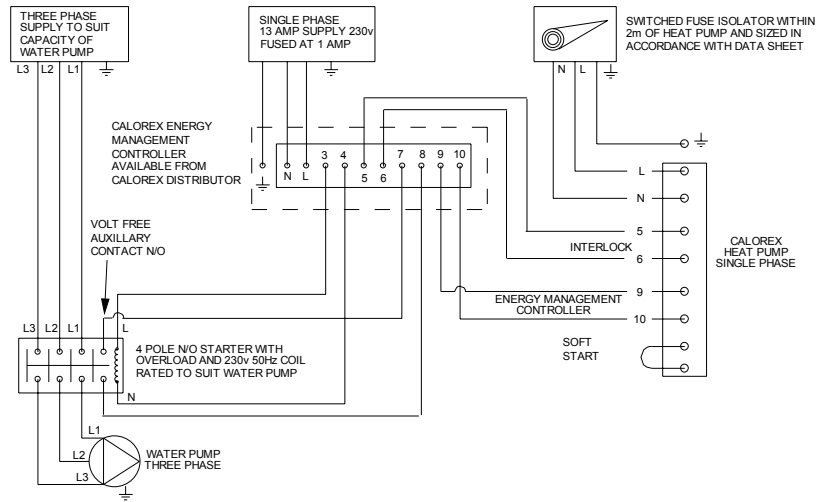 THREE PHASE
SUPPLY TO SUIT
CAPACITY OF
WATER PUMP
L3 L2 L1
SINGLE PHASE
13 AMP SUPPLY 230v
FUSED AT 1 AMP
SWITCHED FUSE ISOLATOR WITHIN
2m OF HEAT PUMP AND SIZED IN
ACCORDANCE WITH DATA SHEET
N L
CALOREX ENERGY
MANAGEMENT
CONTROLLER
AVAILABLE FROM
CALOREX DISTRIBUTOR
N L 3 4 5 6 7 8 9 10
L
N
5
INTERLOCK
6
9
ENERGY MANAGEMENT
CONTROLLER
10
SOFT
START
CALOREX
HEAT PUMP
SINGLE PHASE
VOLT FREE
AUXILLARY
CONTACT N/O
L3 L2 L1 L
4 POLE N/O STARTER WITH
OVERLOAD AND 230v 50Hz COIL
RATED TO SUIT WATER PUMP
N
L1
L2
L3
WATER PUMP
THREE PHASE